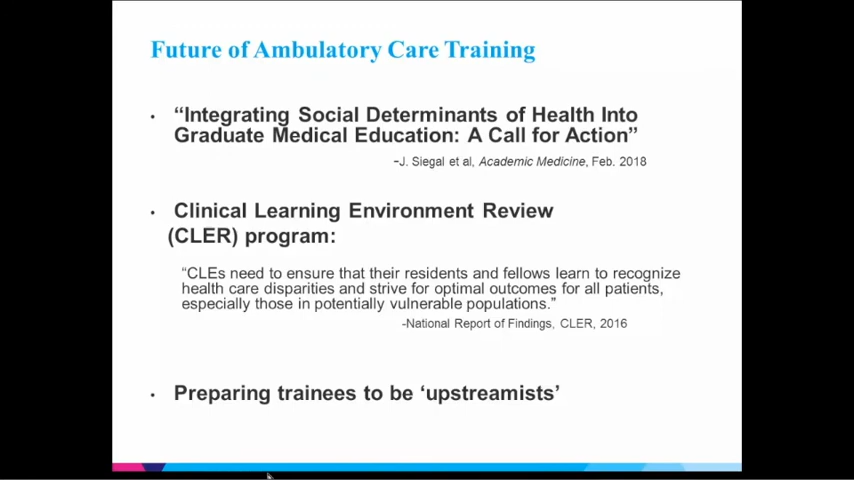 Future of Ambulatory Care Training
• “Integrating Social Determinants of Health Into
Graduate Medical Education: A Call for Action”
-J. Siegal et al, Academic Medicine, Feb. 2018
• Clinical Learning Environment Review
(CLER) program:
“CLEs need to ensure that their residents and fellows learn to recognize
health care disparities and strive for optimal outcomes for all patients,
especially those in potentially vulnerable populations.”
-National Report of Findings, CLER, 2016
• Preparing trainees to be ‘upstreamists’